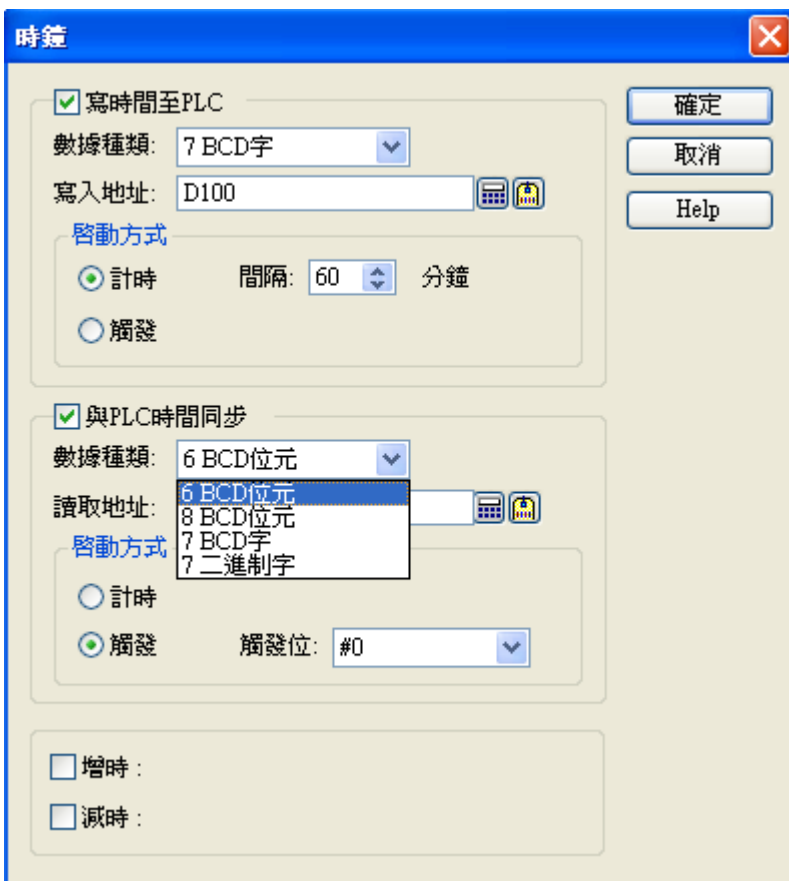 時鐘
寫時間至PLC
確定
數據種類: 7 BCD字
取消
寫入地址: D100
Help
啓動方式
計時 間隔: 60 分鐘
觸發
與PLC時間同步
數據種類: 6 BCD位元
6 BCD位元
讀取地址:
8 BCD位元
7 BCD字
啓動方式
7 二進制字
計時
觸發 觸發位: #0
增時 :
減時 :